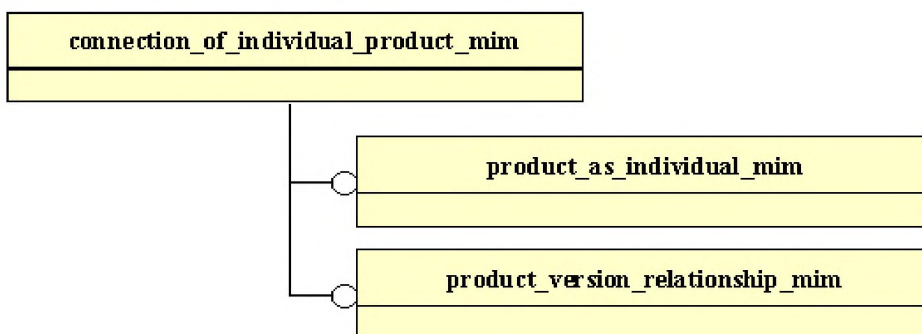 connection_of_individual_product_mim
product_as_individual_mim
product_version_relationship_mim